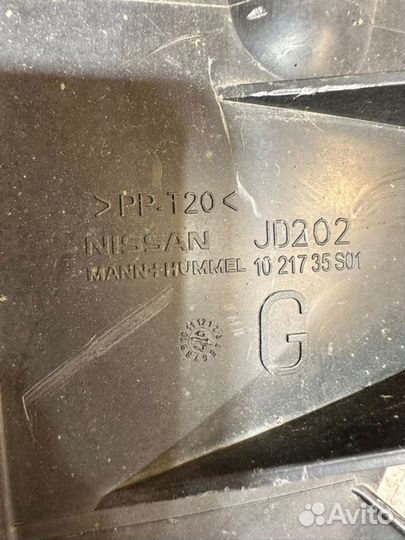 >PP-T20<
NISSAN JD202
MANN+HUMMEL 10 217 35 S01
G
Avito